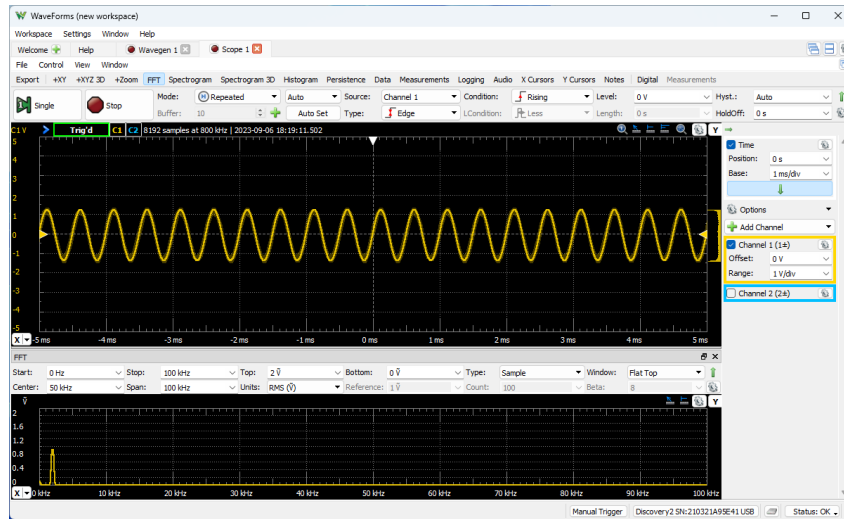 WaveForms (new workspace)
Workspace Settings Window Help
Welcome Help Wavegen 1 Scope 1
File Control View Window
Export +XY +XYZ 3D +Zoom FFT Spectrogram Spectrogram 3D Histogram Persistence Data Measurements Logging Audio X Cursors Y Cursors Notes Digital Measurements
Single Stop Mode: Repeated Auto Source: Channel 1 Condition: Rising Level: 0 V Hyst.: Auto
Buffer: 10 Auto Set Type: Edge LCondition: Less Length: 0 s HoldOff: 0 s
C1 V Trig'd C1 C2 8192 samples at 800 kHz | 2023-09-06 18:19:11.502 Y
5
4
3
2
1
0
-1
-2
-3
-4
-5
X -5 ms -4 ms -3 ms -2 ms -1 ms 0 ms 1 ms 2 ms 3 ms 4 ms 5 ms
Time
Position: 0 s
Base: 1 ms/div
Options
Add Channel
Channel 1 (1±)
Offset: 0 V
Range: 1 V/div
Channel 2 (2±)
FFT
Start: 0 Hz Stop: 100 kHz Top: 2 Ṽ Bottom: 0 Ṽ Type: Sample Window: Flat Top
Center: 50 kHz Span: 100 kHz Units: RMS (Ṽ) Reference: 1 Ṽ Count: 100 Beta: 8
Ṽ Y
2
1.6
1.2
0.8
0.4
0
X 0 kHz 10 kHz 20 kHz 30 kHz 40 kHz 50 kHz 60 kHz 70 kHz 80 kHz 90 kHz 100 kHz
Manual Trigger Discovery2 SN:210321A95E41 USB Status: OK